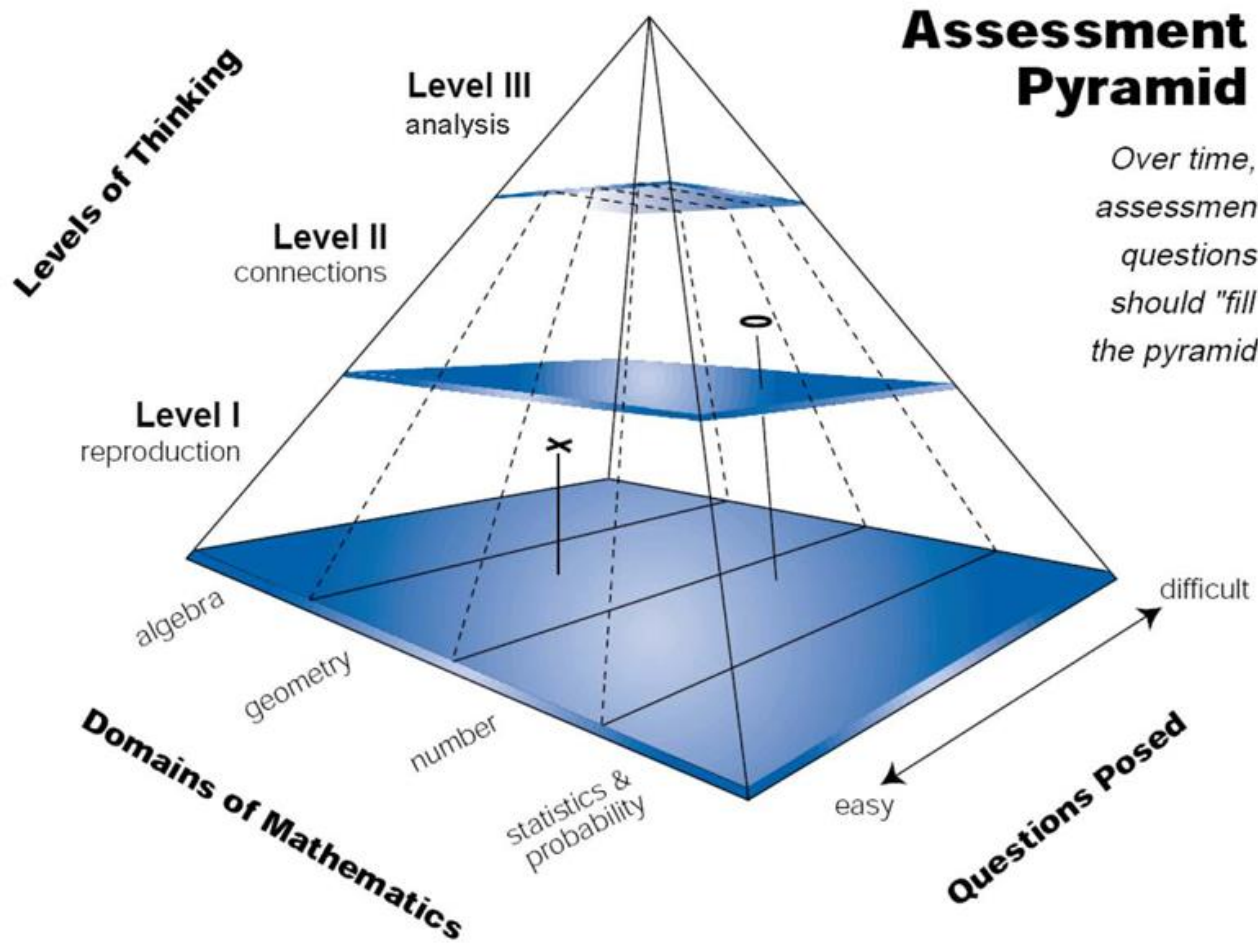 Assessment
Pyramid
Over time,
assessmen
questions
should "fill
the pyramid
Levels of Thinking
Level III
analysis
Level II
connections
Level I
reproduction
algebra
geometry
number
statistics &
probability
Domains of Mathematics
difficult
easy
Questions Posed